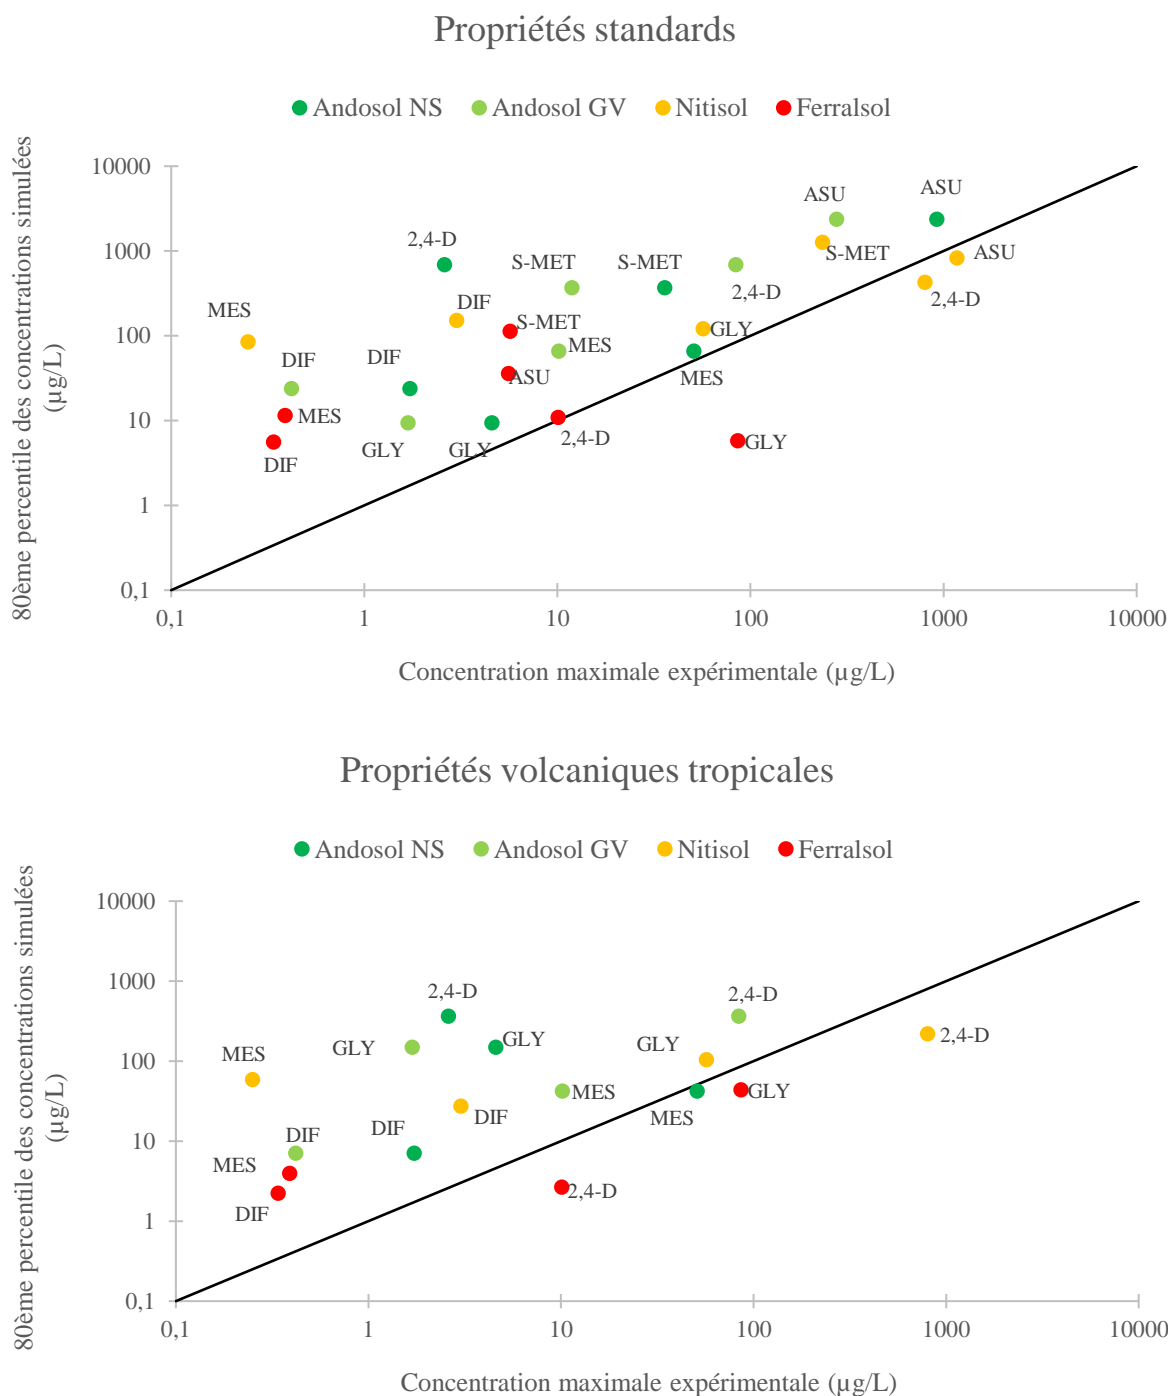 Propriétés standards
Andosol NS Andosol GV Nitisol Ferralsol
80ème percentile des concentrations simulées
(µg/L)
10000
ASU ASU
2,4-D
1000
S-MET S-MET S-MET ASU
DIF 2,4-D 2,4-D
MES
S-MET GLY
100
DIF DIF MES
ASU MES
MES
10
GLY GLY 2,4-D GLY
DIF
1
0,1
0,1 1 10 100 1000 10000
Concentration maximale expérimentale (µg/L)
Propriétés volcaniques tropicales
Andosol NS Andosol GV Nitisol Ferralsol
80ème percentile des concentrations simulées
(µg/L)
10000
1000
2,4-D 2,4-D
GLY GLY GLY 2,4-D
MES
100
MES MES GLY
DIF DIF DIF
10
MES
DIF 2,4-D
1
0,1
0,1 1 10 100 1000 10000
Concentration maximale expérimentale (µg/L)